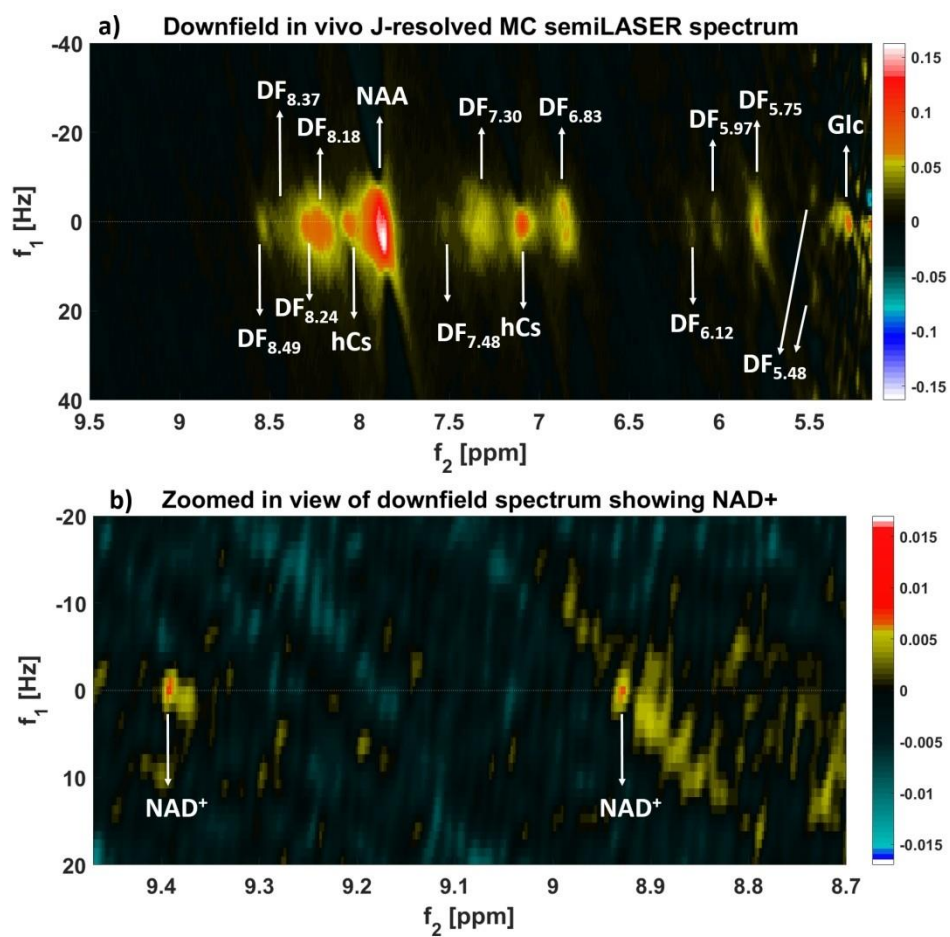 a) Downfield in vivo J-resolved MC semiLASER spectrum
-40
-20
0
20
40
f1 [Hz]
DF8.37
DF8.18
NAA
DF7.30
DF6.83
DF5.97
DF5.75
Glc
DF8.49
DF8.24
hCs
DF7.48
hCs
DF6.12
DF5.48
9.5 9 8.5 8 7.5 7 6.5 6 5.5
f2 [ppm]
0.15
0.1
0.05
0
-0.05
-0.1
-0.15
b) Zoomed in view of downfield spectrum showing NAD+
-20
-10
0
10
20
f1 [Hz]
NAD+ NAD+
9.4 9.3 9.2 9.1 9 8.9 8.8 8.7
f2 [ppm]
0.015
0.01
0.005
0
-0.005
-0.01
-0.015